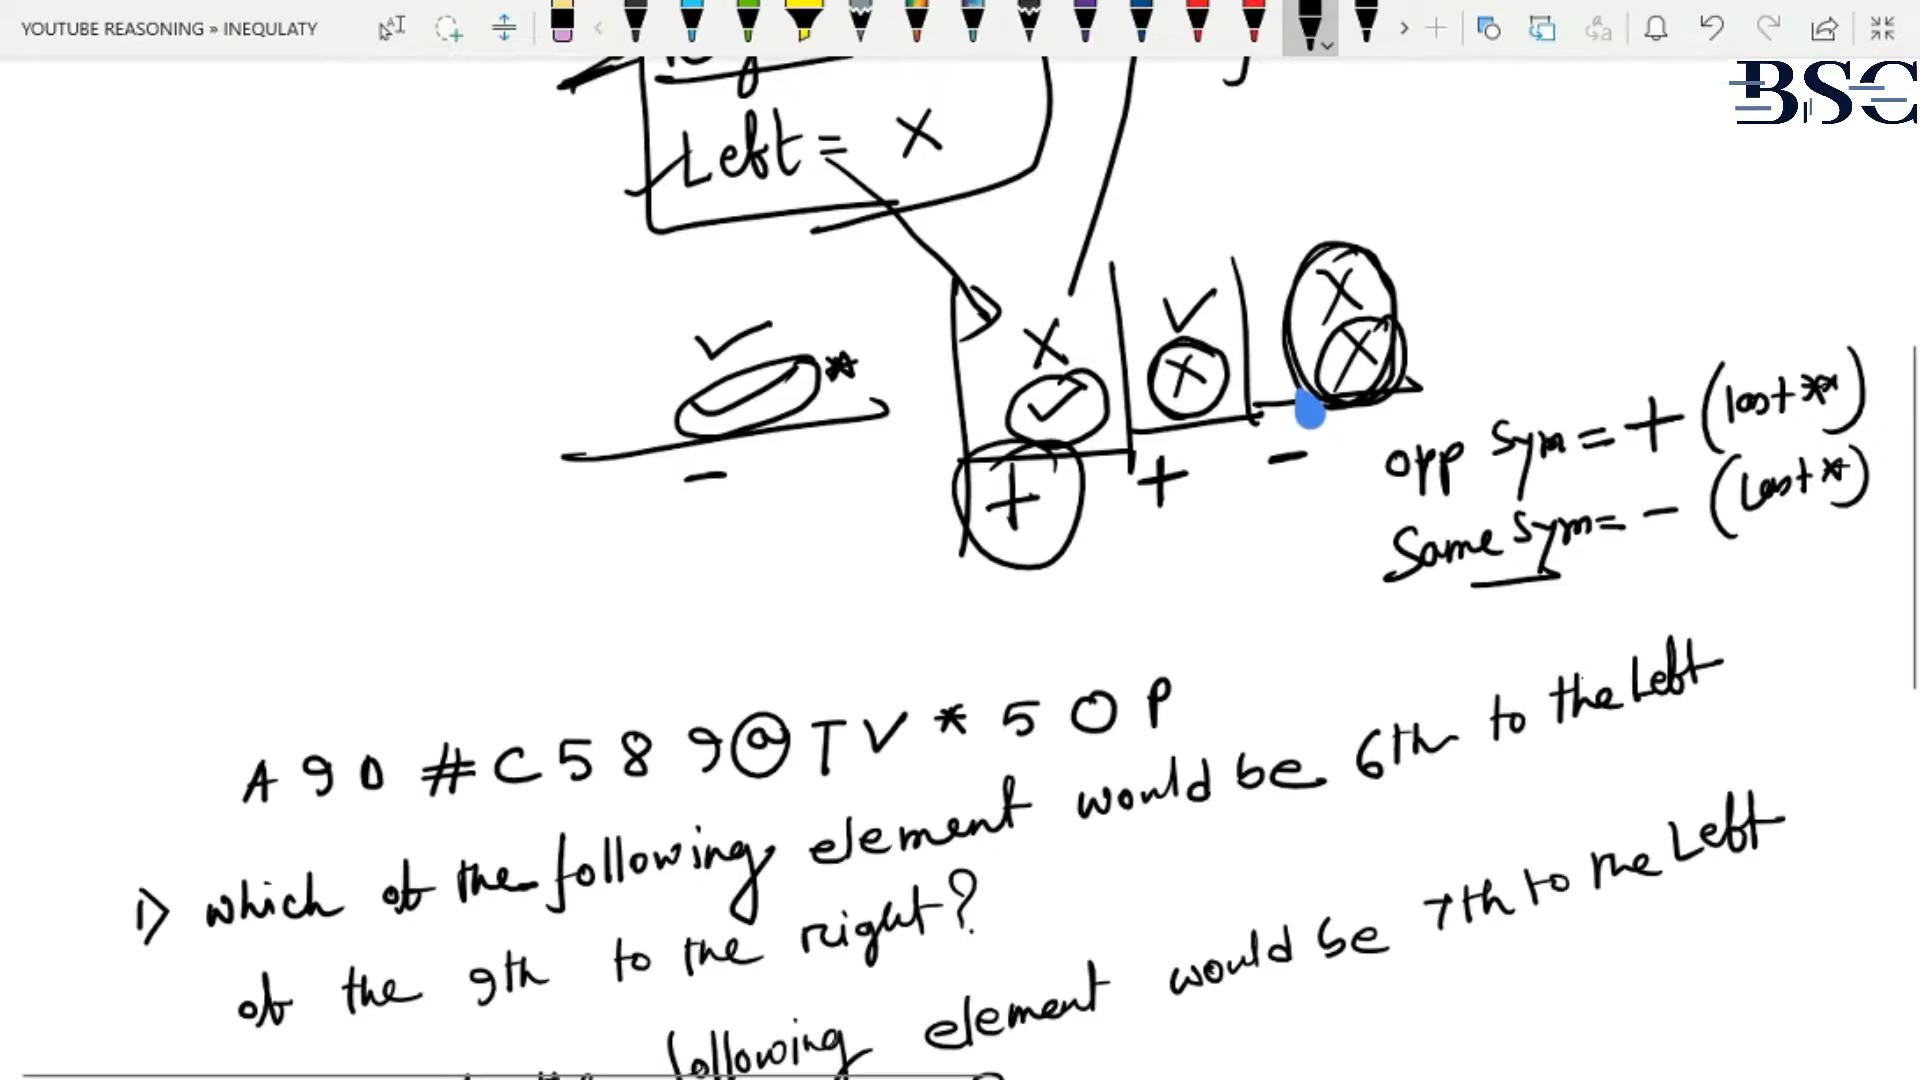 YOUTUBE REASONING » INEQULATY
BSC
Left = X
✓ X ✓ X
✓* ✓ X X
- + + -
opp sym = + (last **)
Same sym = - (Last *)
A 9 0 # C 5 8 9 @ T V * 5 O P
1) which of the following element would be 6th to the Left
of the 9th to the right?
following element would be 7th to the Left